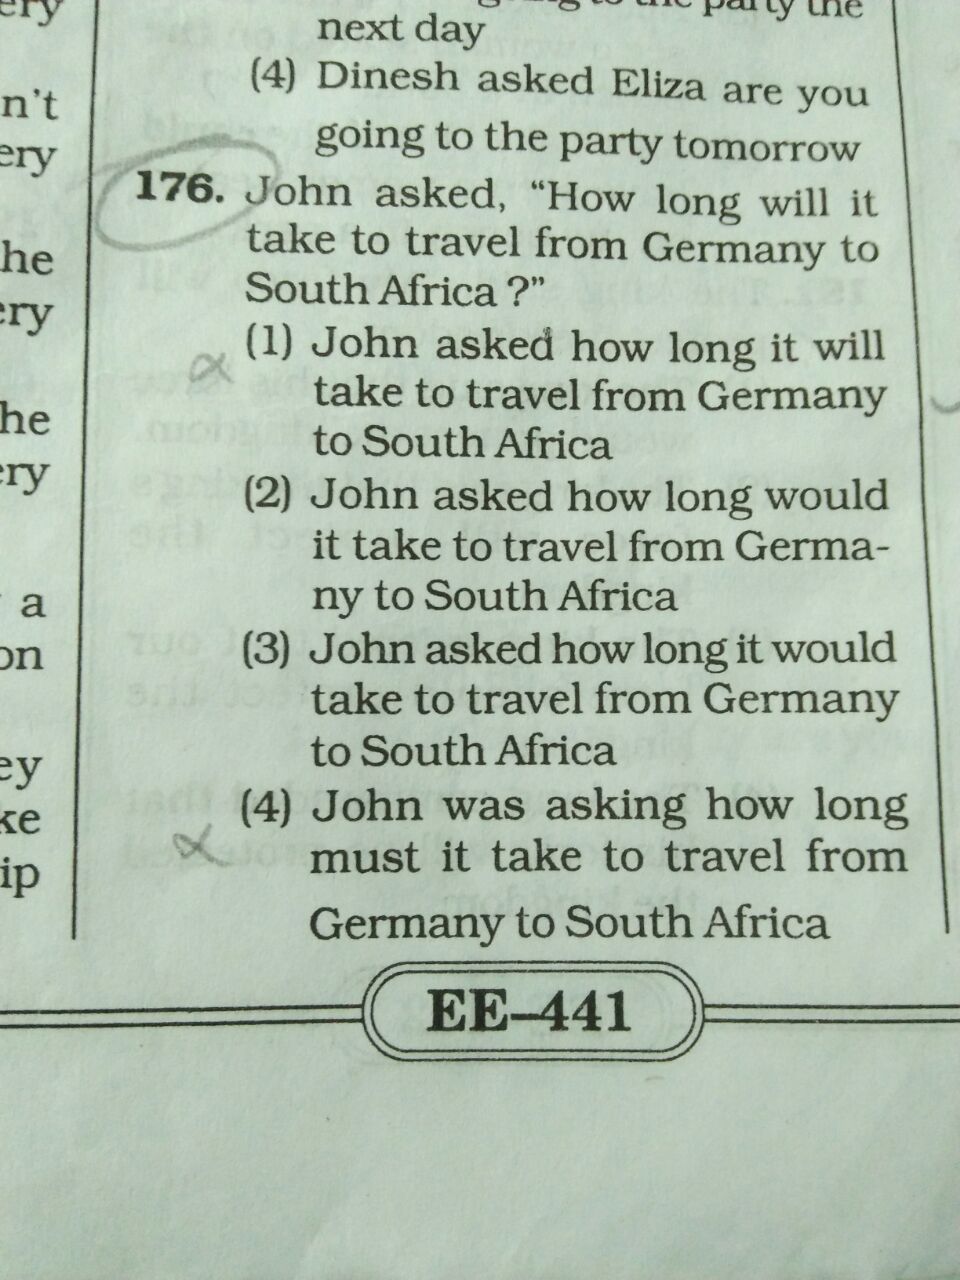 ery
n't
ery
he
ery
he
ery
a
on
ey
ke
ip
going to the party the
next day
(4) Dinesh asked Eliza are you
going to the party tomorrow
176. John asked, “How long will it
take to travel from Germany to
South Africa ?”
(1) John asked how long it will
take to travel from Germany
to South Africa
(2) John asked how long would
it take to travel from Germa-
ny to South Africa
(3) John asked how long it would
take to travel from Germany
to South Africa
(4) John was asking how long
must it take to travel from
Germany to South Africa
EE–441